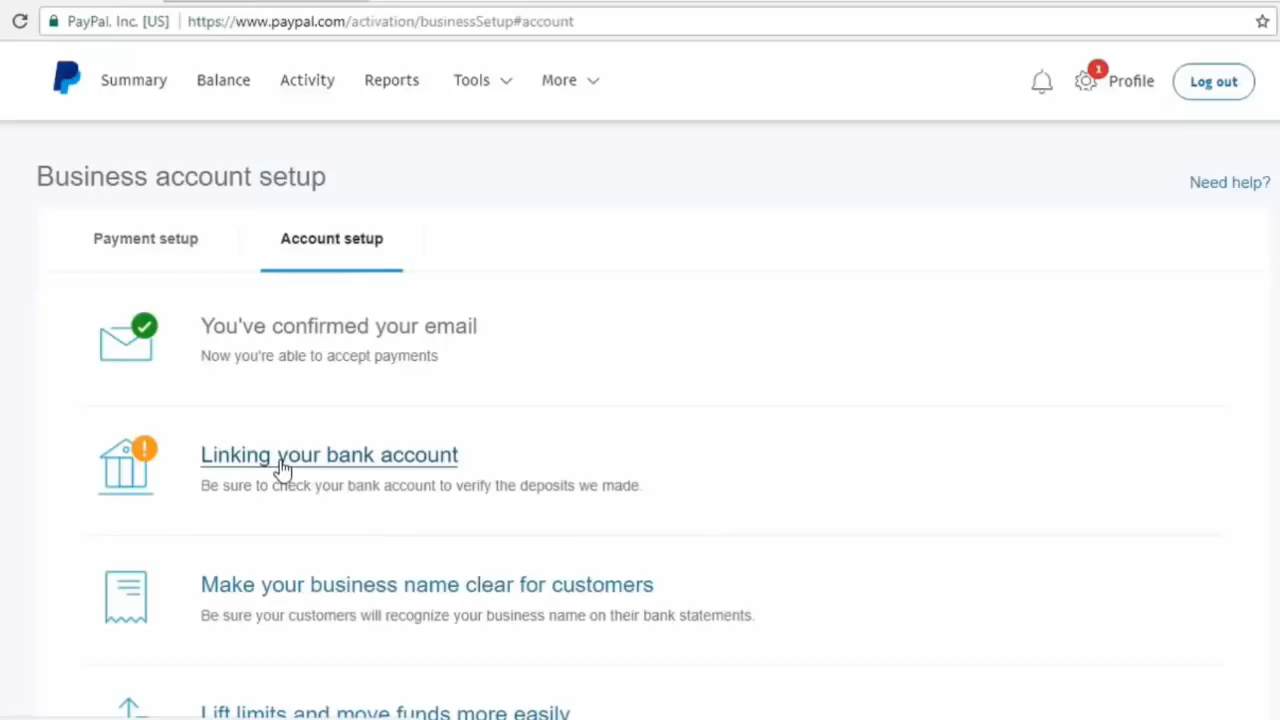 PayPal, Inc. [US] https://www.paypal.com/activation/businessSetup#account
Summary Balance Activity Reports Tools More 1 Profile Log out
Business account setup
Need help?
Payment setup Account setup
You've confirmed your email
Now you're able to accept payments
Linking your bank account
Be sure to check your bank account to verify the deposits we made.
Make your business name clear for customers
Be sure your customers will recognize your business name on their bank statements.
Lift limits and move funds more easily